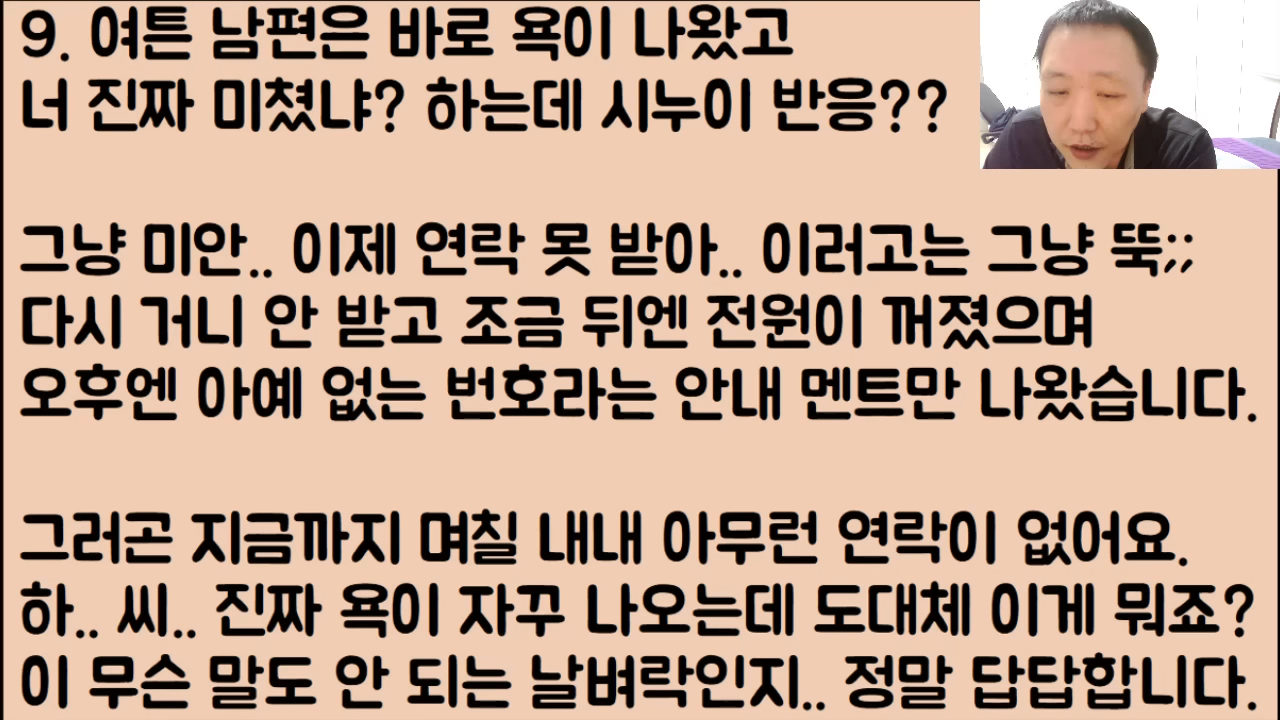 9. 여튼 남편은 바로 욕이 나왔고
너 진짜 미쳤냐? 하는데 시누이 반응??
그냥 미안.. 이제 연락 못 받아.. 이러고는 그냥 뚝;;
다시 거니 안 받고 조금 뒤엔 전원이 꺼졌으며
오후엔 아예 없는 번호라는 안내 멘트만 나왔습니다.
그러곤 지금까지 며칠 내내 아무런 연락이 없어요.
하.. 씨.. 진짜 욕이 자꾸 나오는데 도대체 이게 뭐죠?
이 무슨 말도 안 되는 날벼락인지.. 정말 답답합니다.